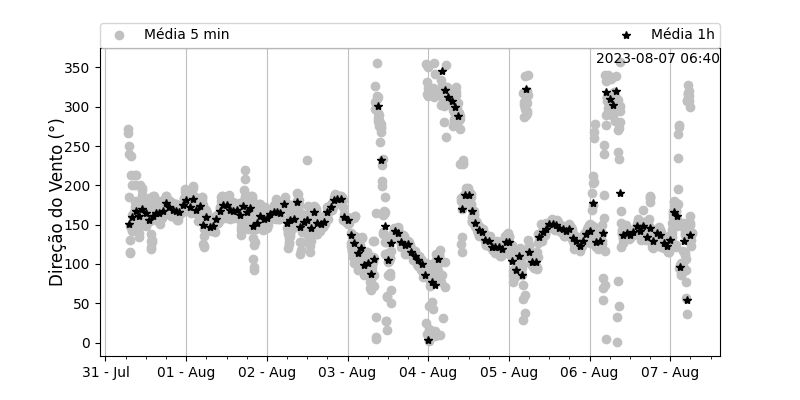 Média 5 min
Média 1h
2023-08-07 06:40
Direção do Vento (°)
350
300
250
200
150
100
50
0
31 - Jul
01 - Aug
02 - Aug
03 - Aug
04 - Aug
05 - Aug
06 - Aug
07 - Aug